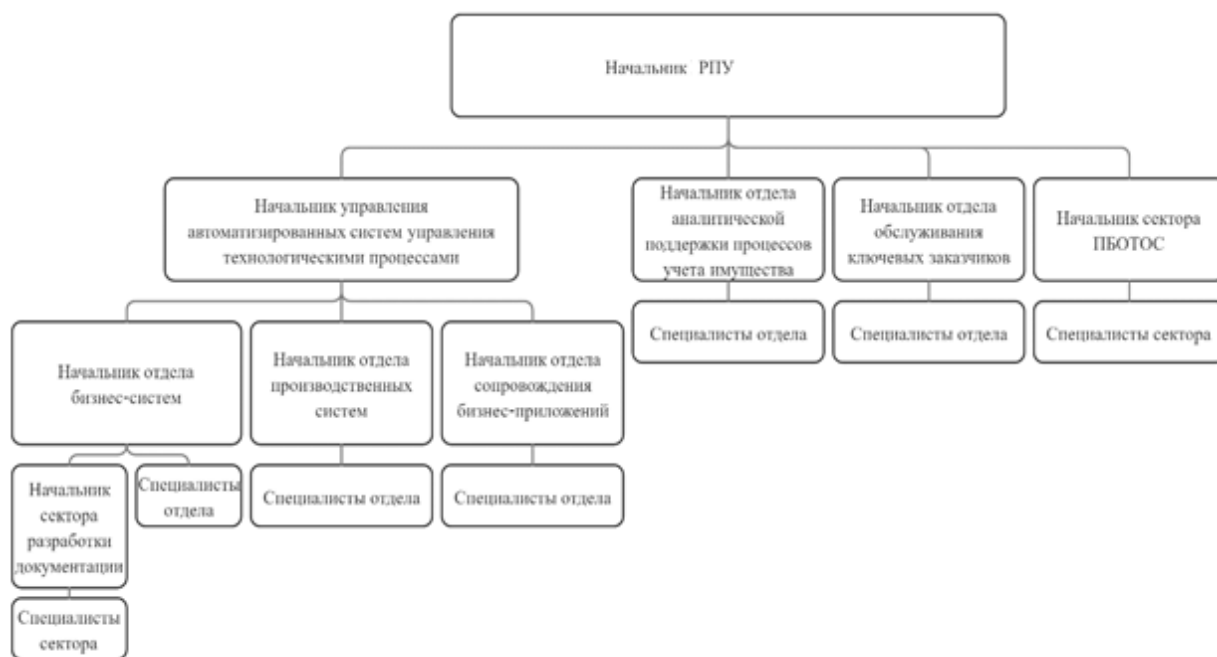 Начальник РПУ
Начальник управления
автоматизированных систем управления
технологическими процессами
Начальник отдела
аналитической
поддержки процессов
учета имущества
Начальник отдела
обслуживания
ключевых заказчиков
Начальник сектора
ПБОТОС
Специалисты отдела
Специалисты отдела
Специалисты сектора
Начальник отдела
бизнес-систем
Начальник отдела
производственных
систем
Начальник отдела
сопровождения
бизнес-приложений
Начальник
сектора
разработки
документации
Специалисты
отдела
Специалисты отдела
Специалисты отдела
Специалисты
сектора